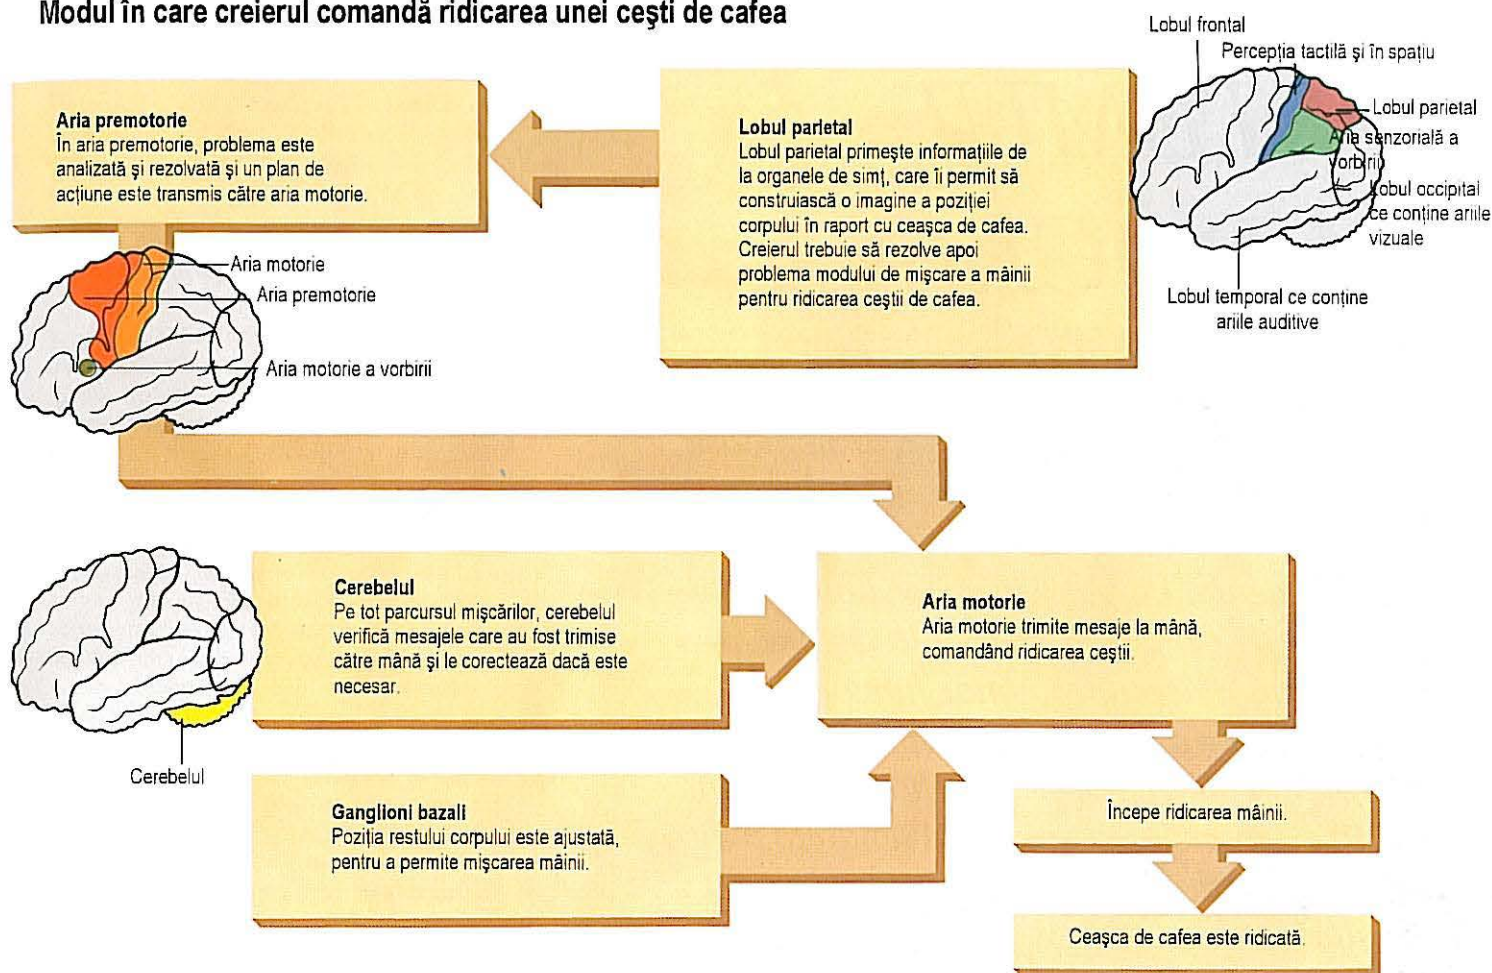 Modul în care creierul comandă ridicarea unei ceşti de cafea
Aria premotorie
În aria premotorie, problema este
analizată şi rezolvată şi un plan de
acţiune este transmis către aria motorie.
Lobul parietal
Lobul parietal primeşte informaţiile de
la organele de simţ, care îi permit să
construiască o imagine a poziţiei
corpului în raport cu ceaşca de cafea.
Creierul trebuie să rezolve apoi
problema modului de mişcare a mâinii
pentru ridicarea ceştii de cafea.
Lobul frontal
Percepţia tactilă şi în spaţiu
Lobul parietal
Aria senzorială a
vorbirii
Lobul occipital
ce conţine ariile
vizuale
Lobul temporal ce conţine
ariile auditive
Aria motorie
Aria premotorie
Aria motorie a vorbirii
Cerebelul
Pe tot parcursul mişcărilor, cerebelul
verifică mesajele care au fost trimise
către mână şi le corectează dacă este
necesar.
Cerebelul
Aria motorie
Aria motorie trimite mesaje la mână,
comandând ridicarea ceştii.
Ganglioni bazali
Poziţia restului corpului este ajustată,
pentru a permite mişcarea mâinii.
Începe ridicarea mâinii.
Ceaşca de cafea este ridicată.